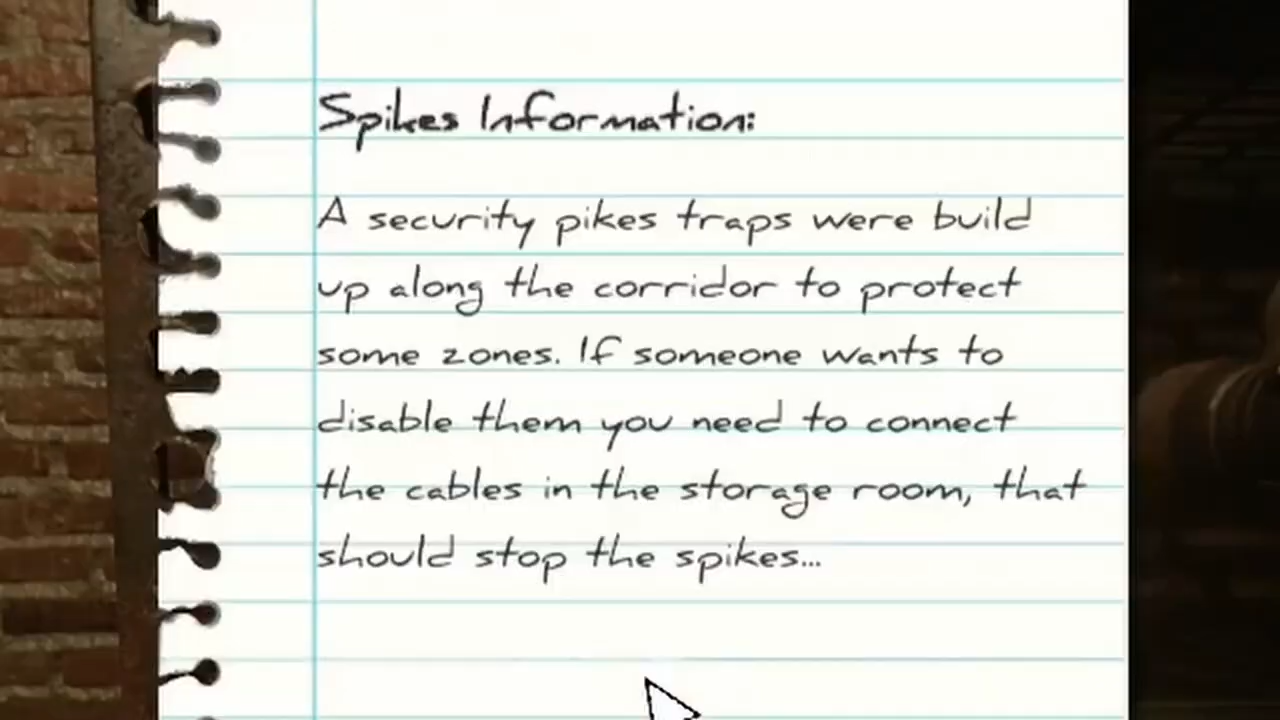 Spikes Information:
A security pikes traps were build
up along the corridor to protect
some zones. If someone wants to
disable them you need to connect
the cables in the storage room, that
should stop the spikes...